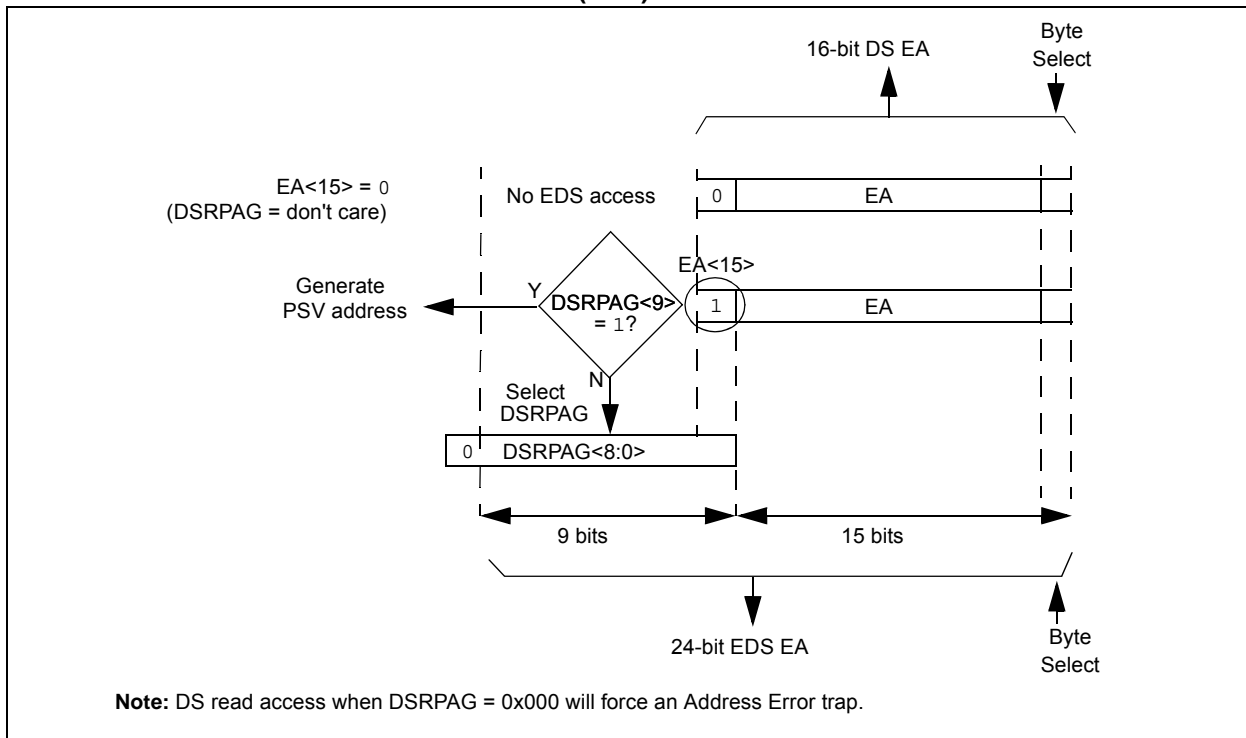 16-bit DS EA
Byte
Select
EA<15> = 0
(DSRPAG = don't care)
No EDS access
0
EA
EA<15>
Generate
PSV address
Y
DSRPAG<9>
= 1?
1
EA
N
Select
DSRPAG
0
DSRPAG<8:0>
9 bits
15 bits
24-bit EDS EA
Byte
Select
Note: DS read access when DSRPAG = 0x000 will force an Address Error trap.